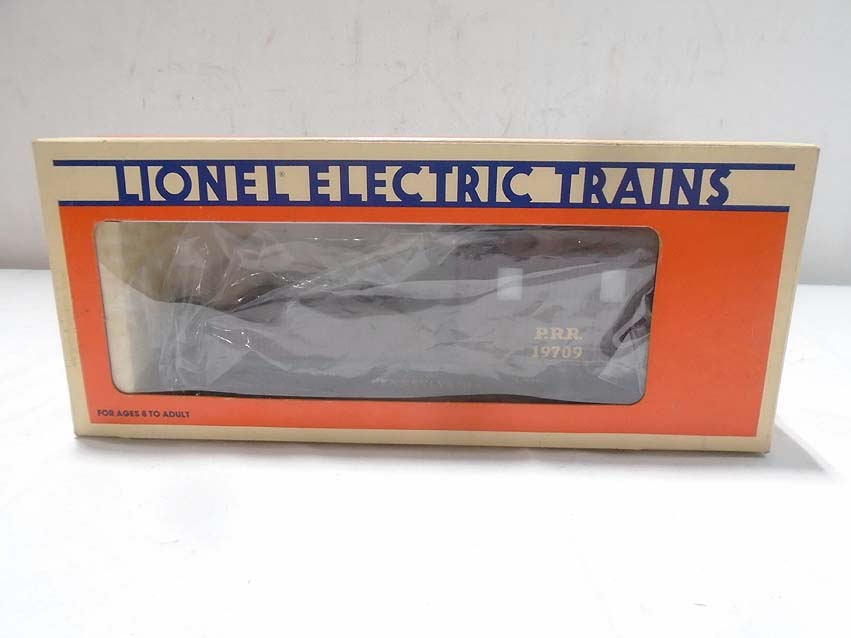 LIONEL® ELECTRIC TRAINS
P.R.R.
19709
FOR AGES 8 TO ADULT